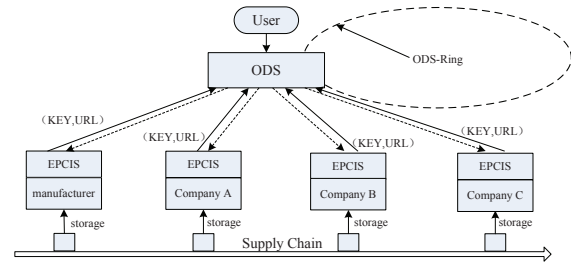 User
ODS
ODS-Ring
（KEY,URL）
（KEY,URL）
（KEY,URL）
（KEY,URL）
EPCIS
EPCIS
EPCIS
EPCIS
manufacturer
Company A
Company B
Company C
storage
storage
storage
storage
Supply Chain